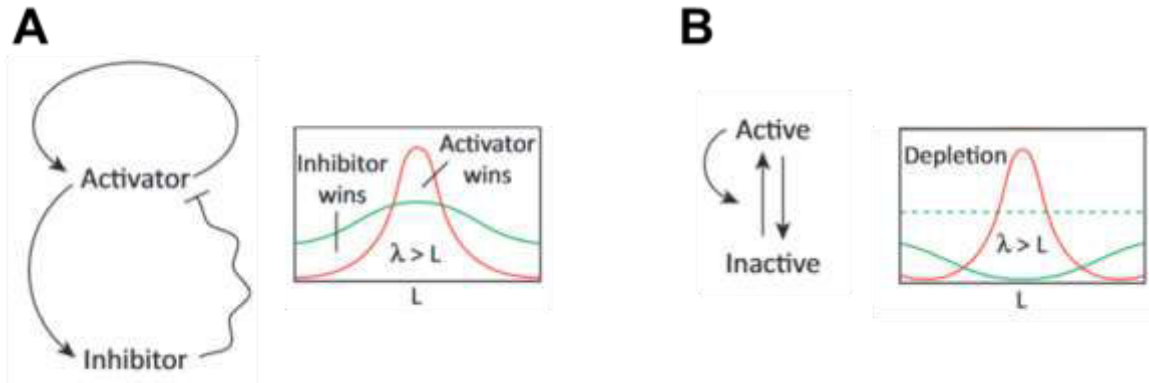 A
Activator
Inhibitor
Inhibitor
wins
Activator
wins
λ > L
L
B
Active
Inactive
Depletion
λ > L
L